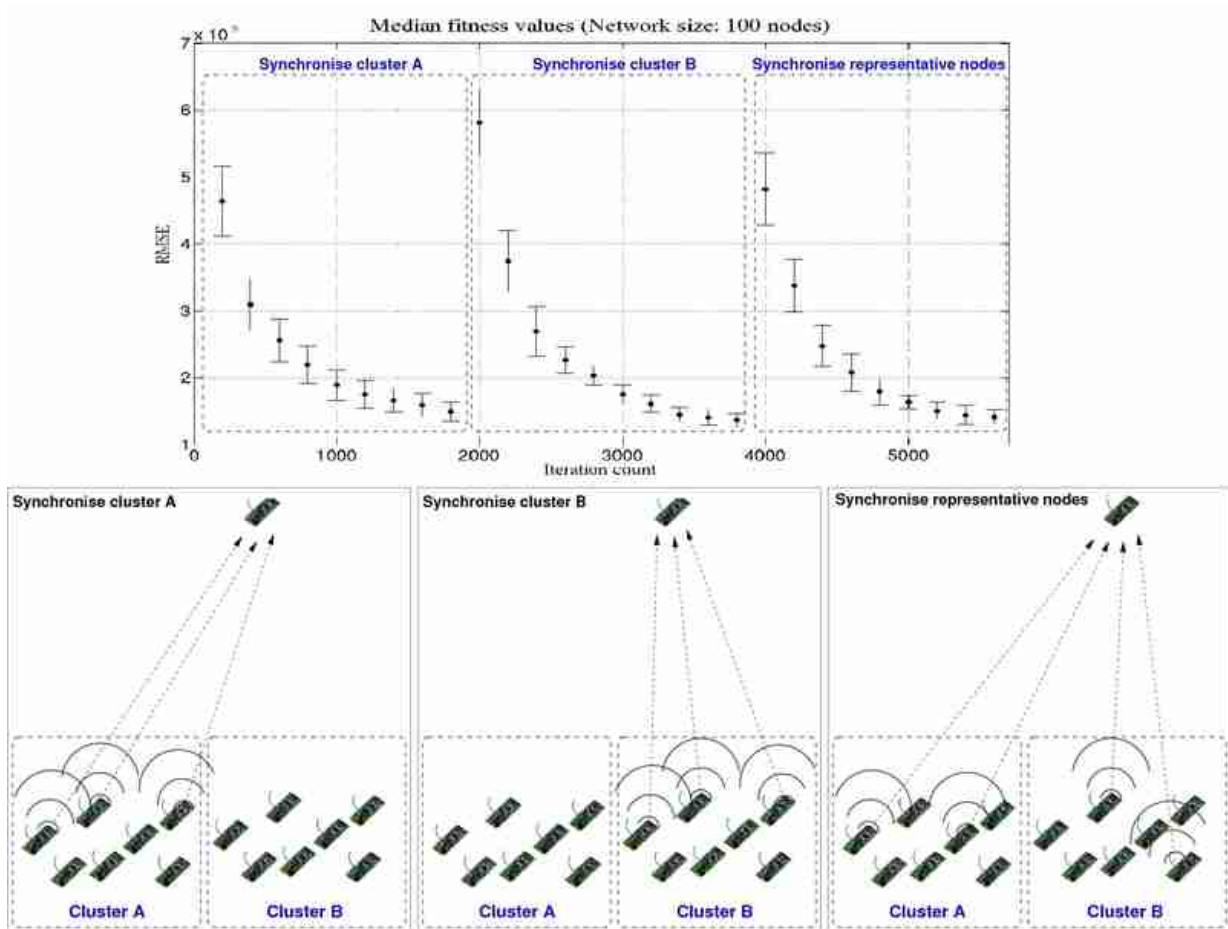 Median fitness values (Network size: 100 nodes)
7 × 10
Synchronise cluster A
Synchronise cluster B
Synchronise representative nodes
6
5
4
3
2
1
RMSE
0
1000
2000
3000
4000
5000
Iteration count
Synchronise cluster A
Cluster A
Cluster B
Synchronise cluster B
Cluster A
Cluster B
Synchronise representative nodes
Cluster A
Cluster B